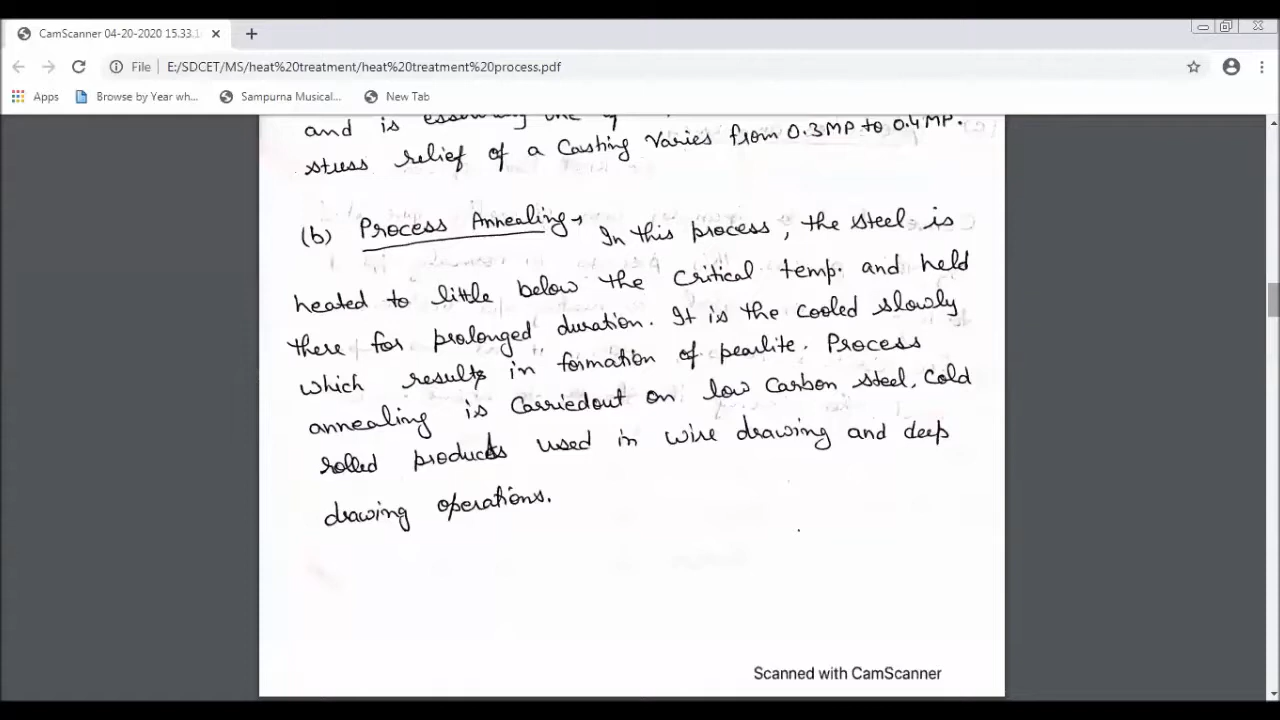 CamScanner 04-20-2020 15.33.1
File E:/SDCET/MS/heat%20treatment/heat%20treatment%20process.pdf
Apps Browse by Year wh... Sampurna Musical... New Tab
and is
stress relief of a Casting varies from 0.3MP to 0.4MP.
(b) Process Annealing → In this process, the steel is
heated to little below the critical temp. and held
there for prolonged duration. It is the cooled slowly
which results in formation of pearlite. Process
annealing is Carriedout on low Carbon steel, cold
rolled products used in wire drawing and deep
drawing operations.
Scanned with CamScanner